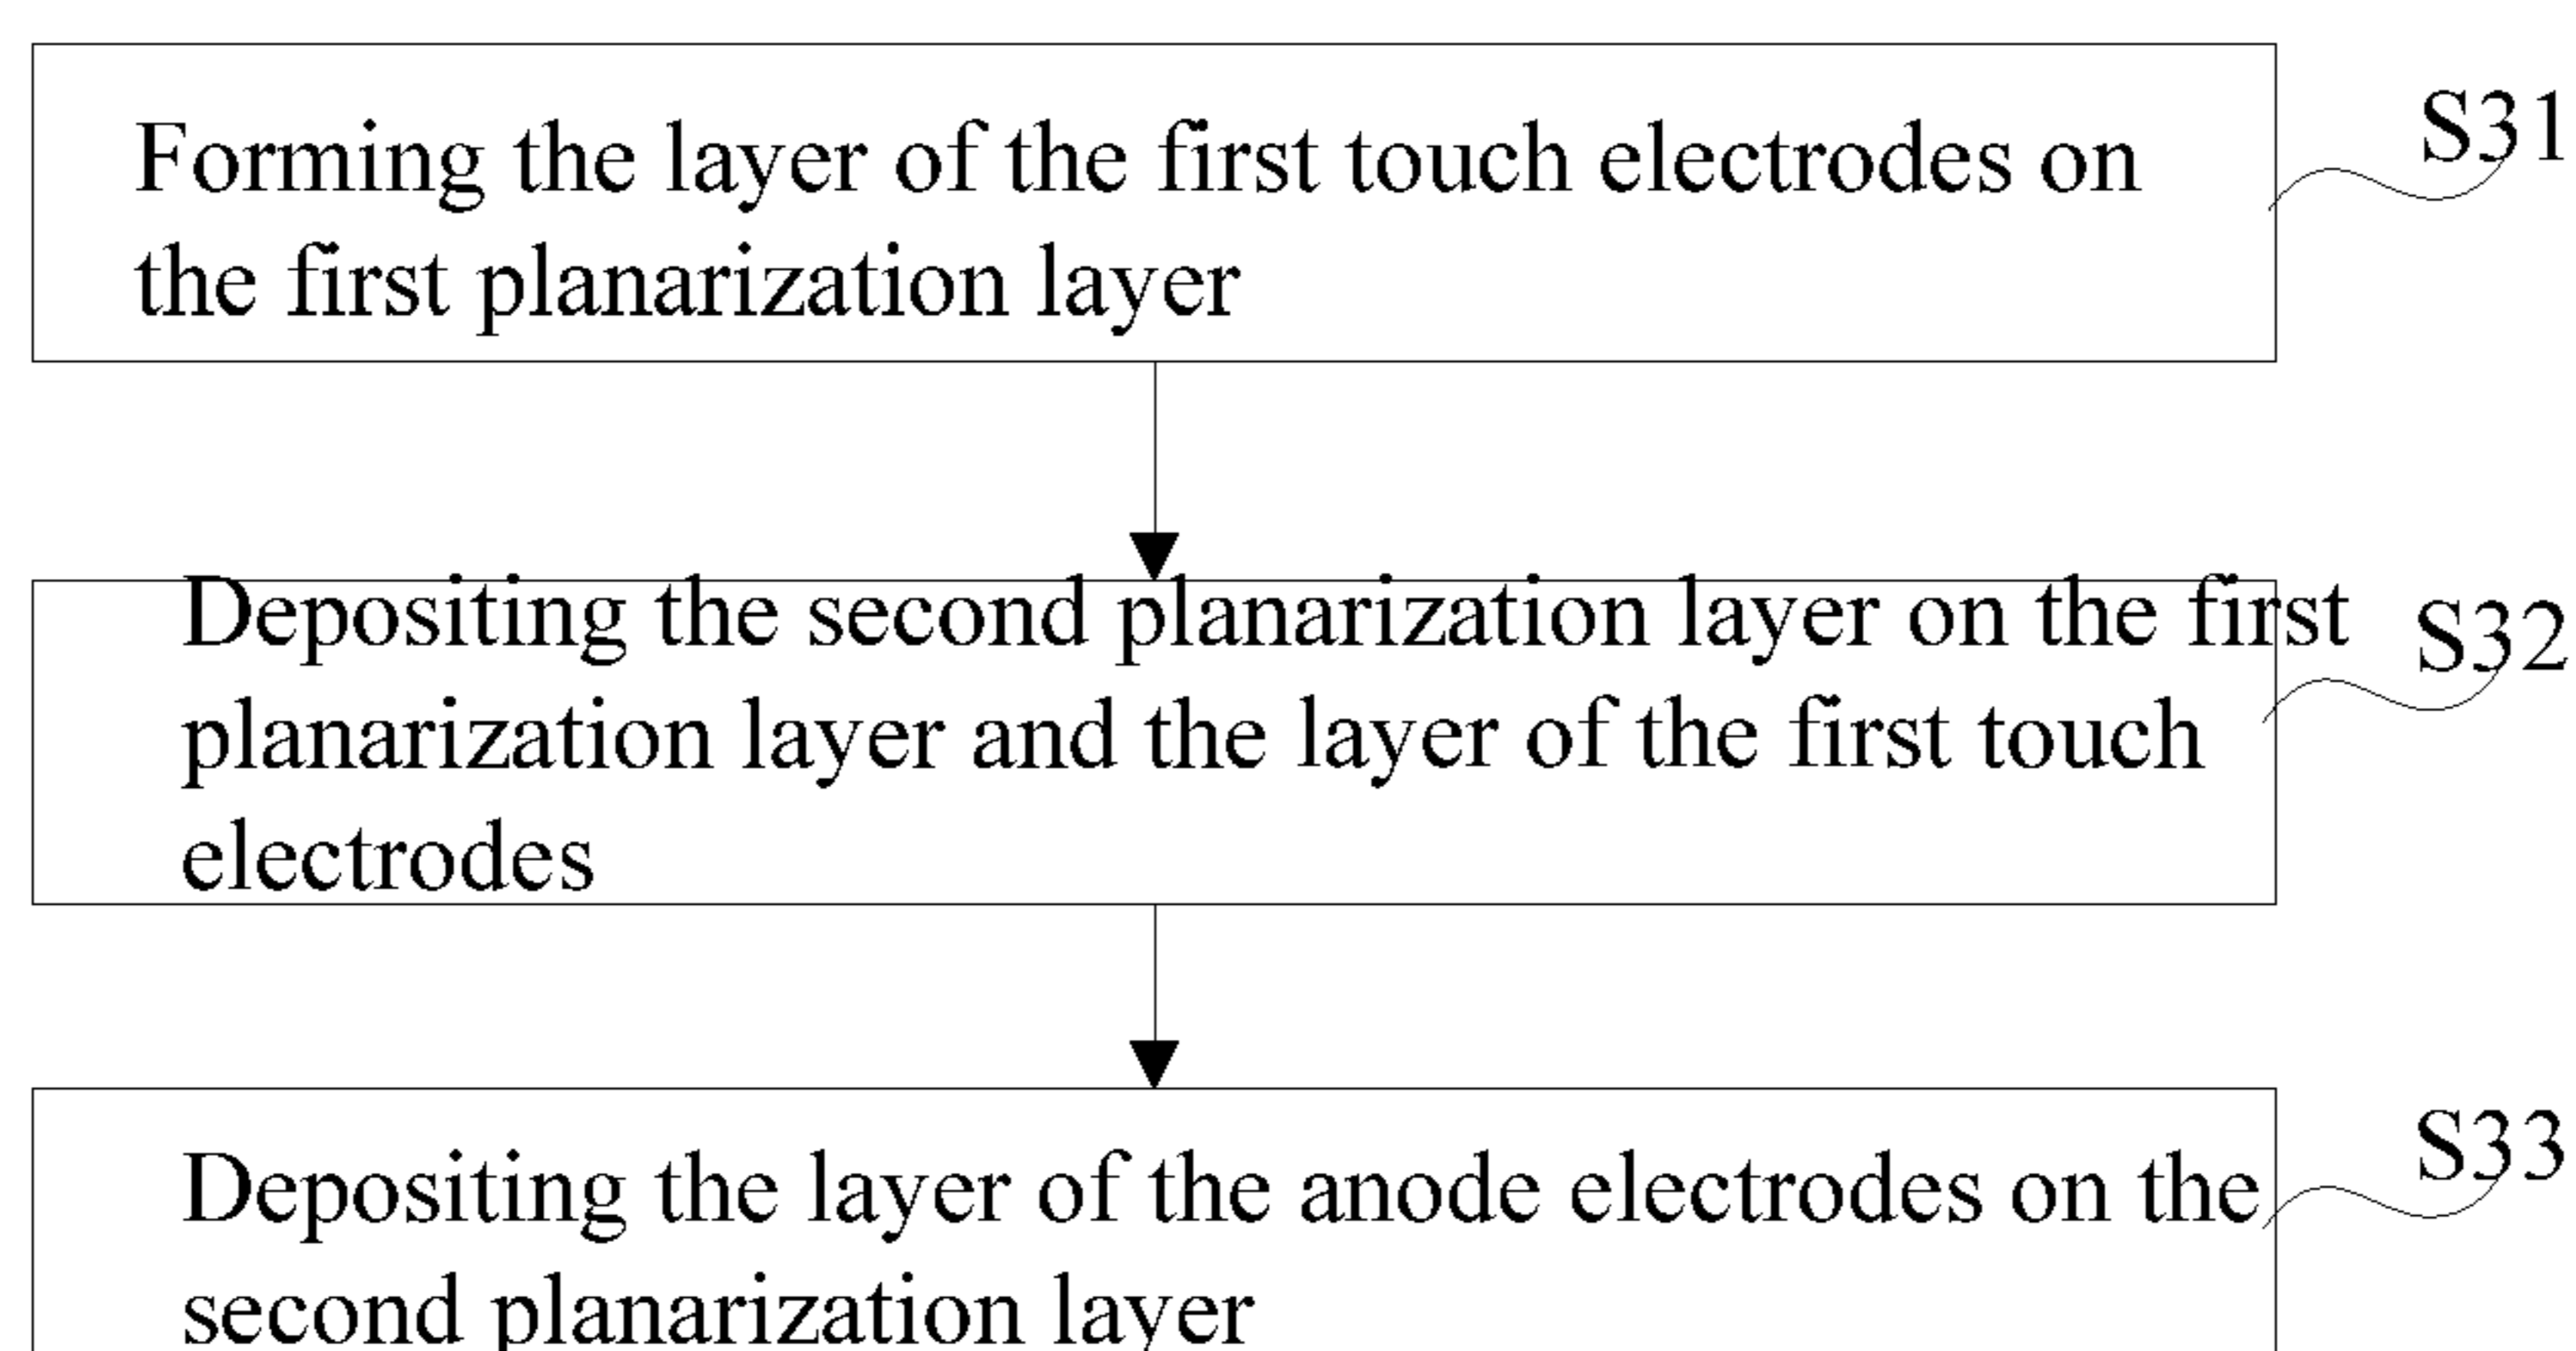 Forming the layer of the first touch electrodes on
the first planarization layer
S31
Depositing the second planarization layer on the first
planarization layer and the layer of the first touch
electrodes
S32
Depositing the layer of the anode electrodes on the
second planarization layer
S33